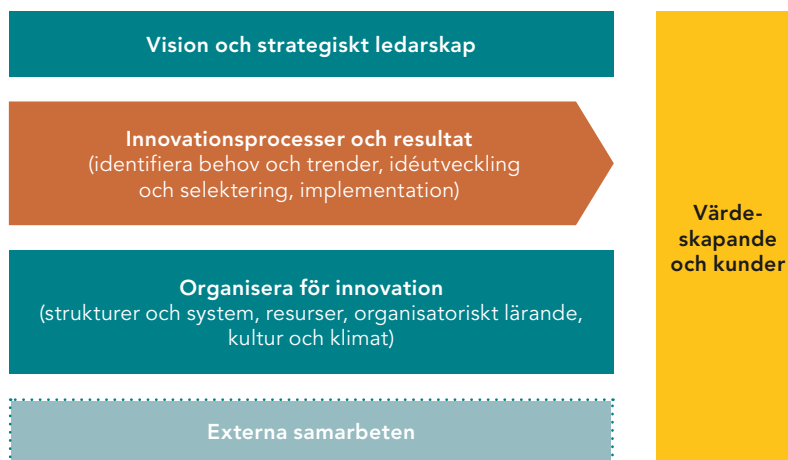 Vision och strategiskt ledarskap
Innovationsprocesser och resultat
(identifiera behov och trender, idéutveckling
och selektering, implementation)
Organisera för innovation
(strukturer och system, resurser, organisatoriskt lärande,
kultur och klimat)
Externa samarbeten
Värde-
skapande
och kunder